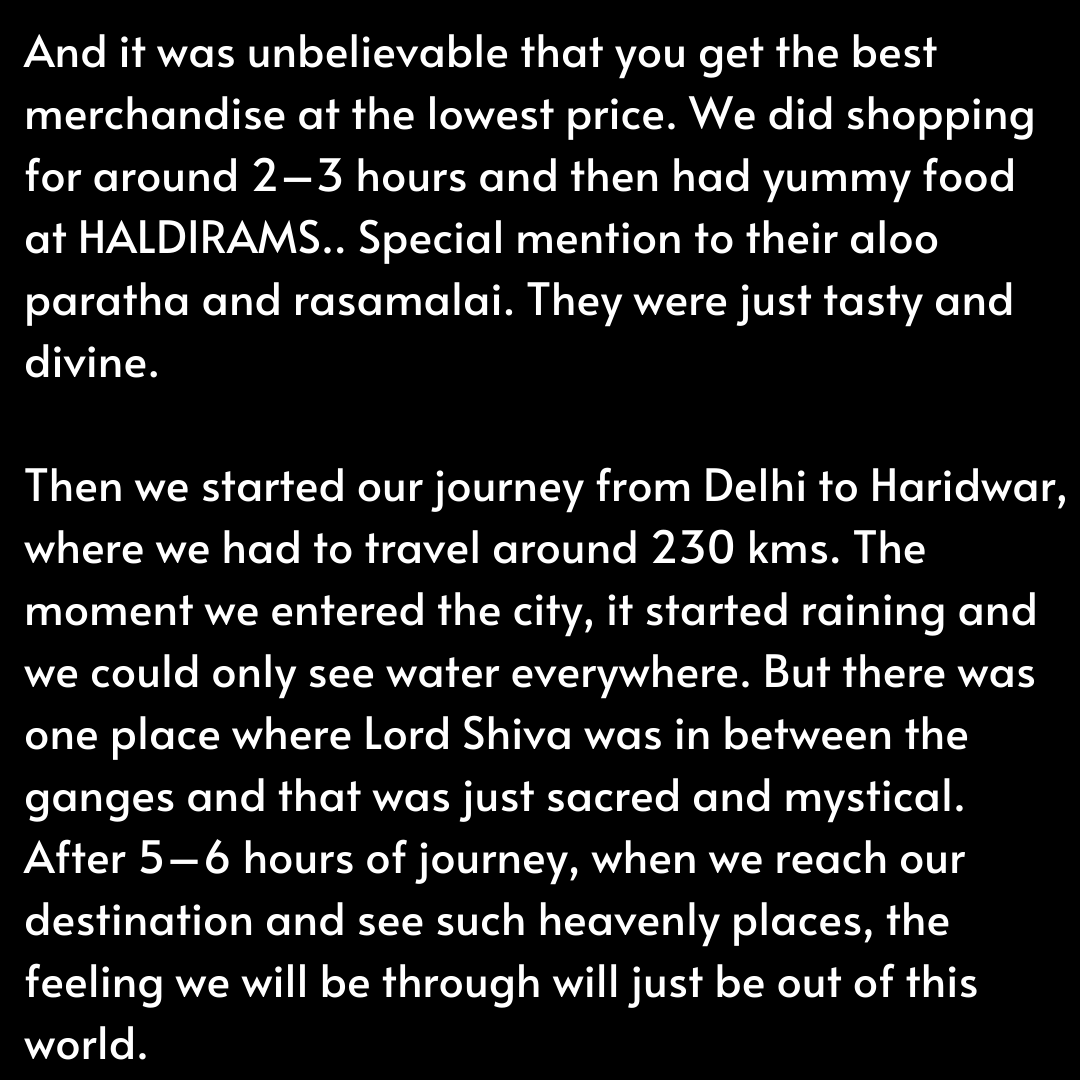 And it was unbelievable that you get the best
merchandise at the lowest price. We did shopping
for around 2–3 hours and then had yummy food
at HALDIRAMS.. Special mention to their aloo
paratha and rasamalai. They were just tasty and
divine.
Then we started our journey from Delhi to Haridwar,
where we had to travel around 230 kms. The
moment we entered the city, it started raining and
we could only see water everywhere. But there was
one place where Lord Shiva was in between the
ganges and that was just sacred and mystical.
After 5–6 hours of journey, when we reach our
destination and see such heavenly places, the
feeling we will be through will just be out of this
world.